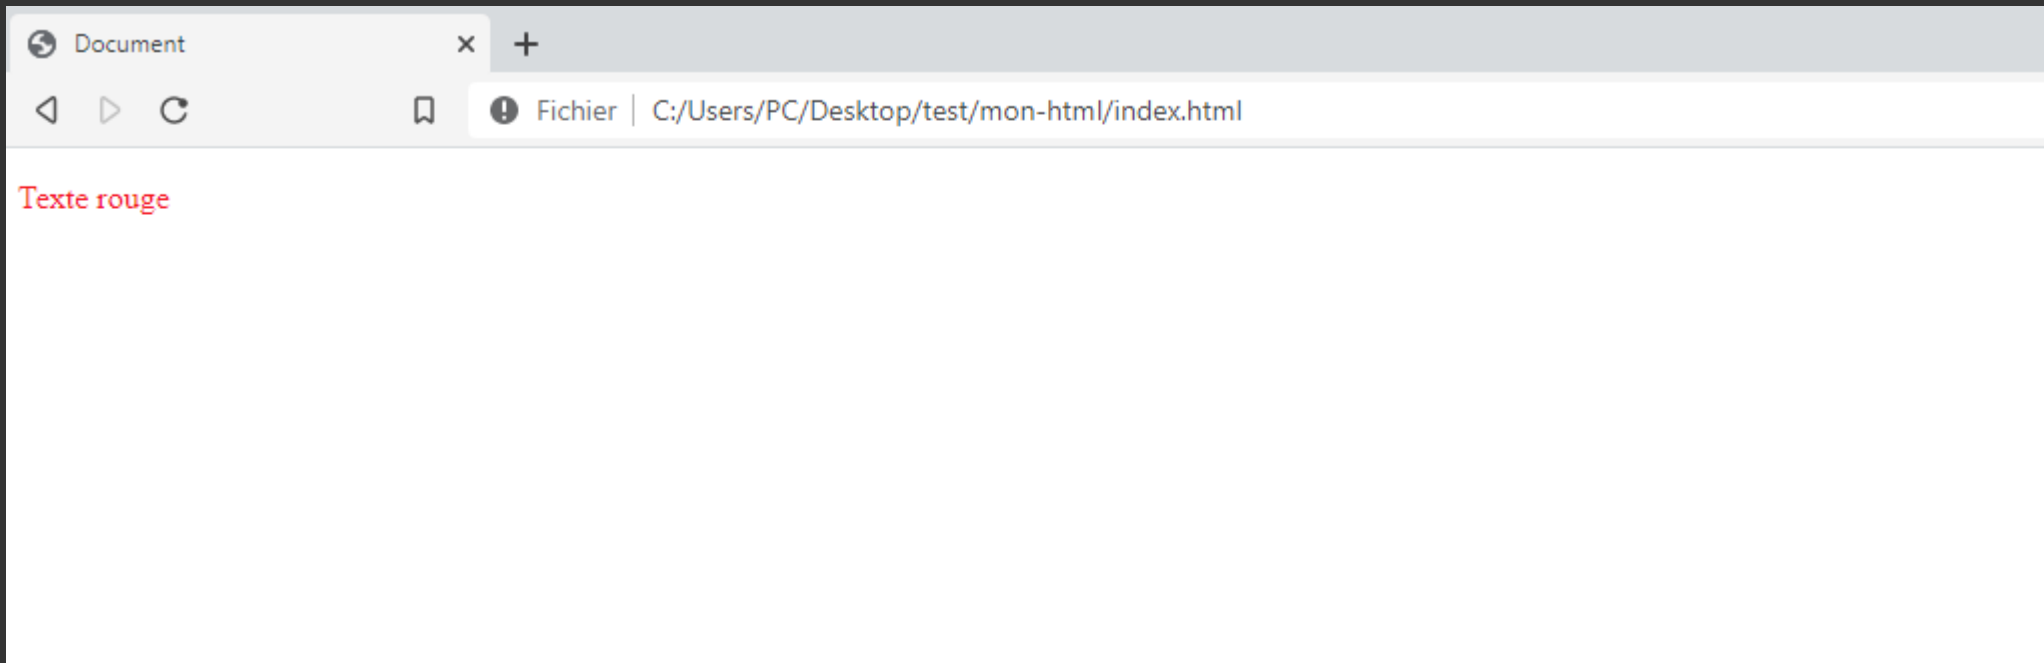 Document
Fichier C:/Users/PC/Desktop/test/mon-html/index.html
Texte rouge